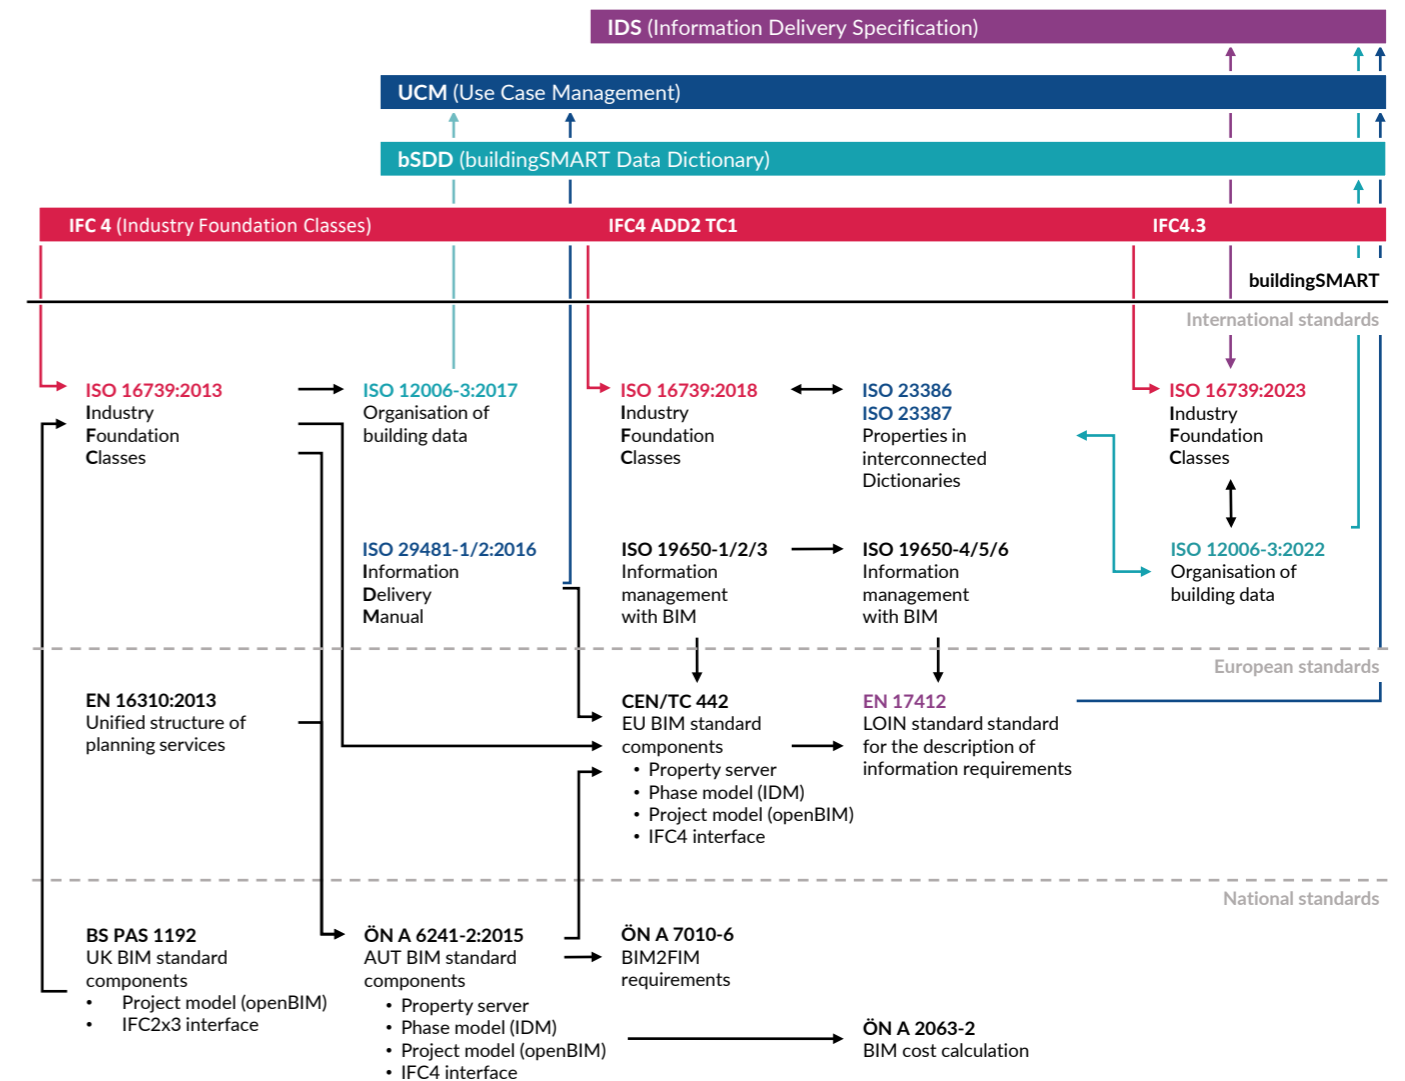 IDS (Information Delivery Specification)
UCM (Use Case Management)
bSDD (buildingSMART Data Dictionary)
IFC 4 (Industry Foundation Classes)
IFC4 ADD2 TC1
IFC4.3
buildingSMART
International standards
ISO 16739:2013
Industry
Foundation
Classes
ISO 12006-3:2017
Organisation of
building data
ISO 16739:2018
Industry
Foundation
Classes
ISO 23386
ISO 23387
Properties in
interconnected
Dictionaries
ISO 16739:2023
Industry
Foundation
Classes
ISO 29481-1/2:2016
Information
Delivery
Manual
ISO 19650-1/2/3
Information
management
with BIM
ISO 19650-4/5/6
Information
management
with BIM
ISO 12006-3:2022
Organisation of
building data
European standards
EN 16310:2013
Unified structure of
planning services
CEN/TC 442
EU BIM standard
components
• Property server
• Phase model (IDM)
• Project model (openBIM)
• IFC4 interface
EN 17412
LOIN standard standard
for the description of
information requirements
National standards
BS PAS 1192
UK BIM standard
components
• Project model (openBIM)
• IFC2x3 interface
ÖN A 6241-2:2015
AUT BIM standard
components
• Property server
• Phase model (IDM)
• Project model (openBIM)
• IFC4 interface
ÖN A 7010-6
BIM2FIM
requirements
ÖN A 2063-2
BIM cost calculation